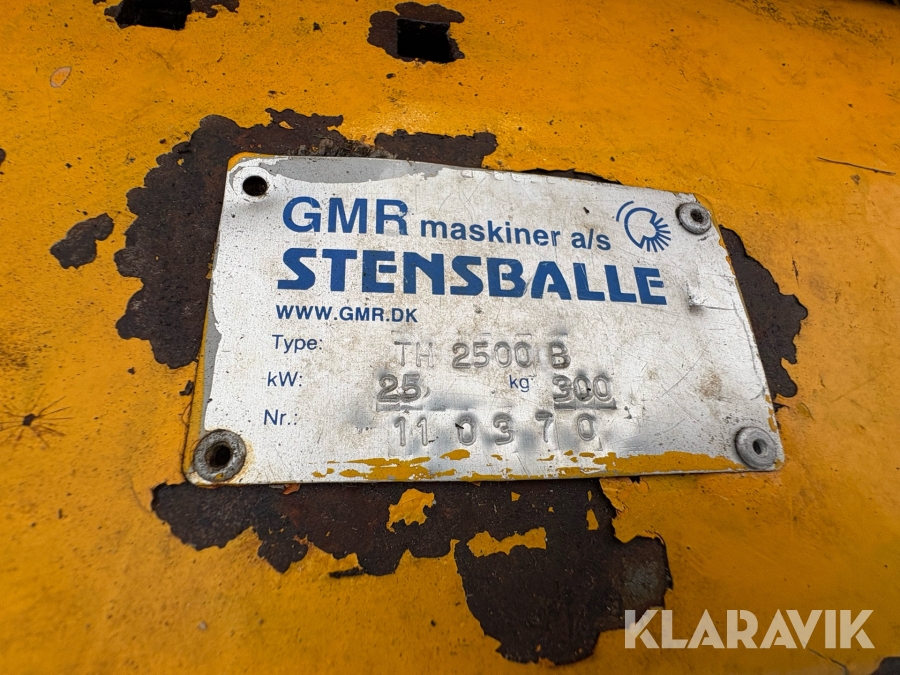 GMR maskiner a/s
STENSBALLE
WWW.GMR.DK
Type: TH 2500 B
kW: 25 kg 300
Nr.: 110370
KLARAVIK